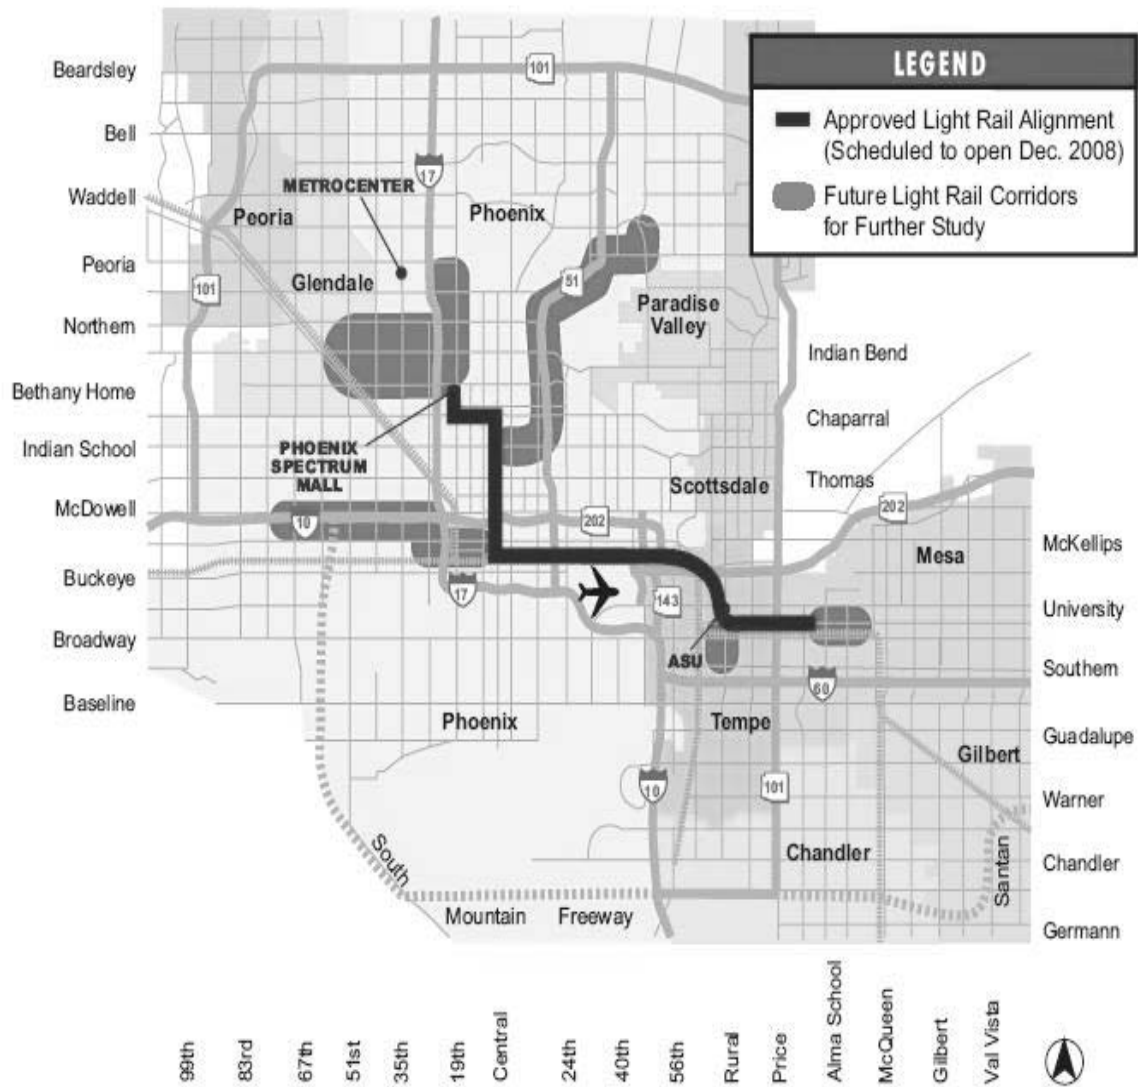 LEGEND
Approved Light Rail Alignment
(Scheduled to open Dec. 2008)
Future Light Rail Corridors
for Further Study
Beardsley
Bell
Waddell
Peoria
Northern
Bethany Home
Indian School
McDowell
Buckeye
Broadway
Baseline
101
17
METROCENTER
Peoria
Phoenix
101
Glendale
51
Paradise
Valley
Indian Bend
Chaparral
Thomas
PHOENIX
SPECTRUM
MALL
Scottsdale
202
10
202
Mesa
17
143
ASU
60
Phoenix
Tempe
Gilbert
10
101
Chandler
South
Mountain
Freeway
Santan
McKellips
University
Southern
Guadalupe
Warner
Chandler
Germann
99th
83rd
67th
51st
35th
19th
Central
24th
40th
56th
Rural
Price
Alma School
McQueen
Gilbert
Val Vista